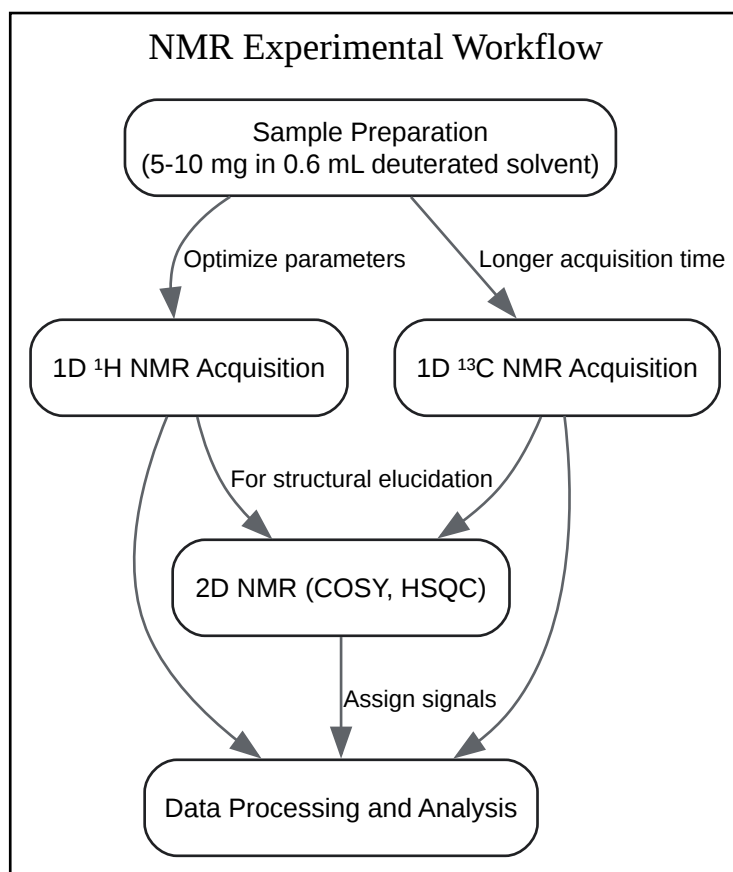 NMR Experimental Workflow
Sample Preparation
(5-10 mg in 0.6 mL deuterated solvent)
Optimize parameters
Longer acquisition time
1D ¹H NMR Acquisition
1D ¹³C NMR Acquisition
For structural elucidation
2D NMR (COSY, HSQC)
Assign signals
Data Processing and Analysis